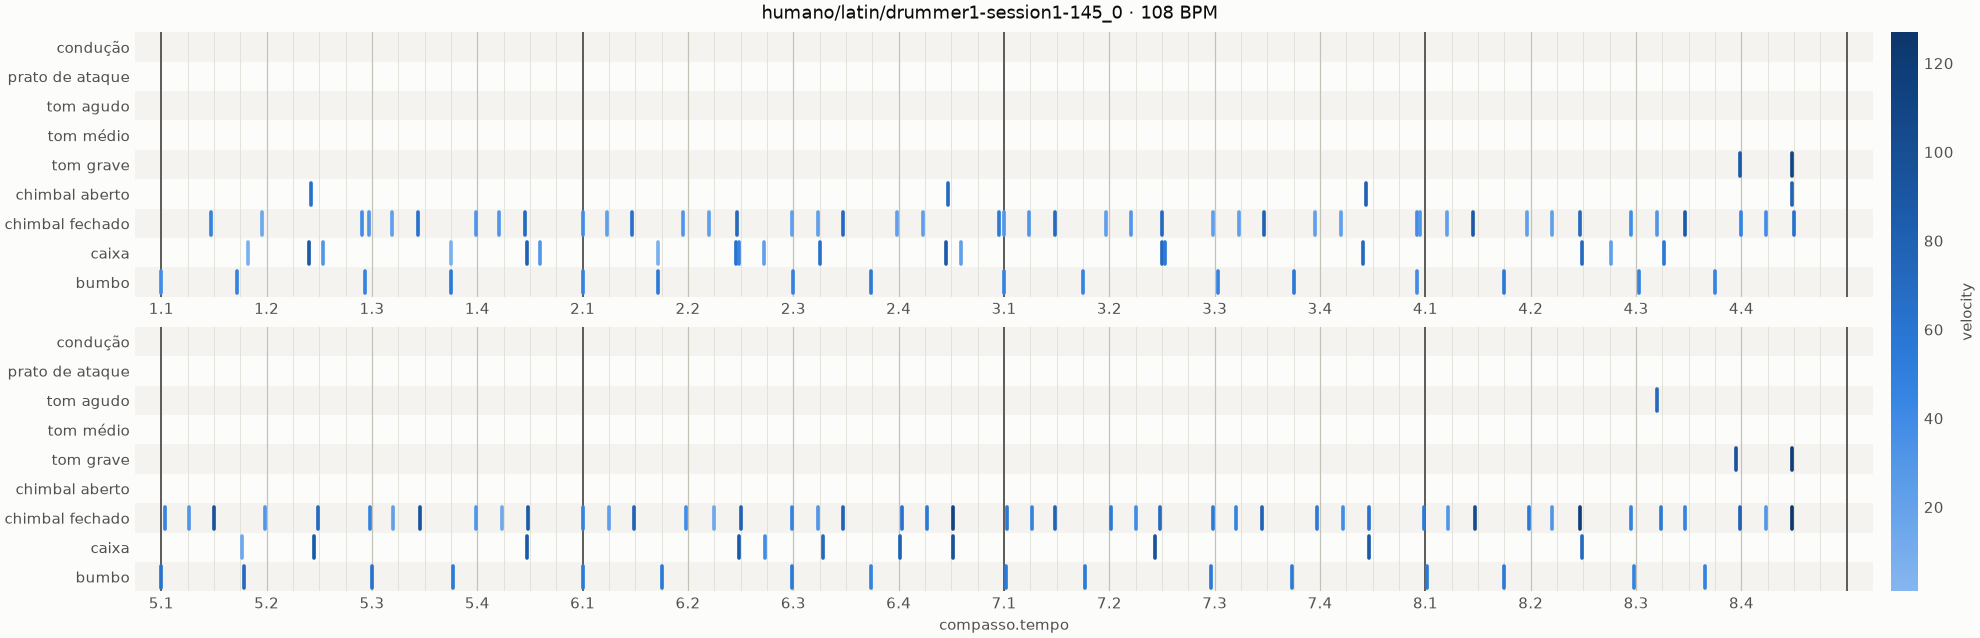 humano/latin/drummer1-session1-145_0 · 108 BPM
condução
prato de ataque
tom agudo
tom médio
tom grave
chimbal aberto
chimbal fechado
caixa
bumbo
1.1 1.2 1.3 1.4 2.1 2.2 2.3 2.4 3.1 3.2 3.3 3.4 4.1 4.2 4.3 4.4
condução
prato de ataque
tom agudo
tom médio
tom grave
chimbal aberto
chimbal fechado
caixa
bumbo
5.1 5.2 5.3 5.4 6.1 6.2 6.3 6.4 7.1 7.2 7.3 7.4 8.1 8.2 8.3 8.4
compasso.tempo
120
100
80
60
40
20
velocity